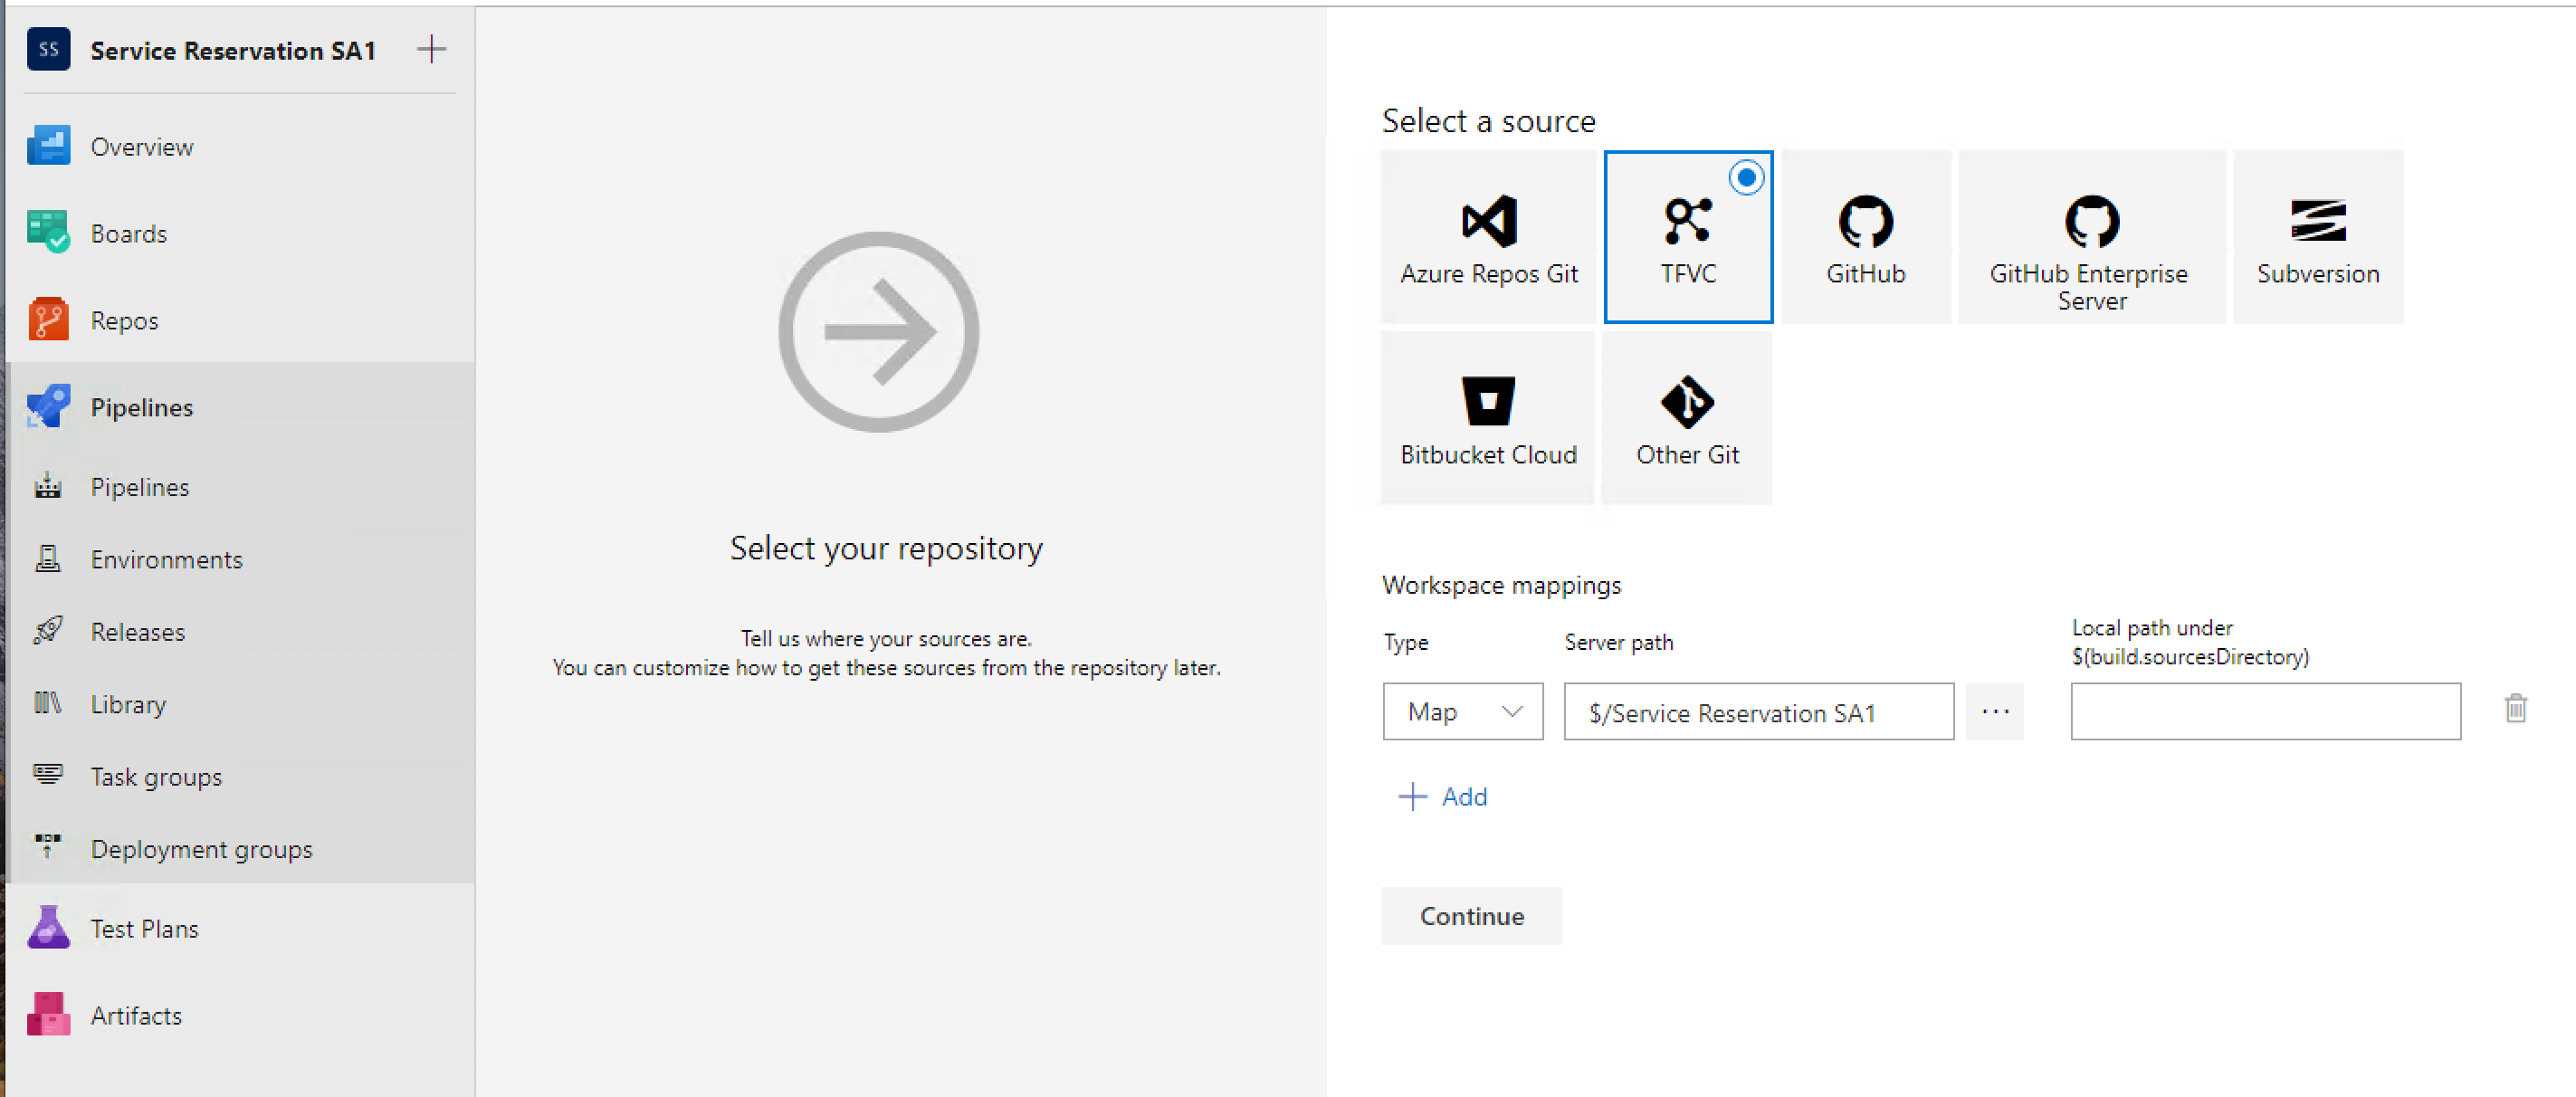 SS
Service Reservation SA1
Overview
Boards
Repos
Pipelines
Pipelines
Environments
Releases
Library
Task groups
Deployment groups
Test Plans
Artifacts
Select your repository
Tell us where your sources are.
You can customize how to get these sources from the repository later.
Select a source
Azure Repos Git
TFVC
GitHub
GitHub Enterprise
Server
Subversion
Bitbucket Cloud
Other Git
Workspace mappings
Type
Server path
Local path under
$(build.sourcesDirectory)
Map
$/Service Reservation SA1
...
Add
Continue